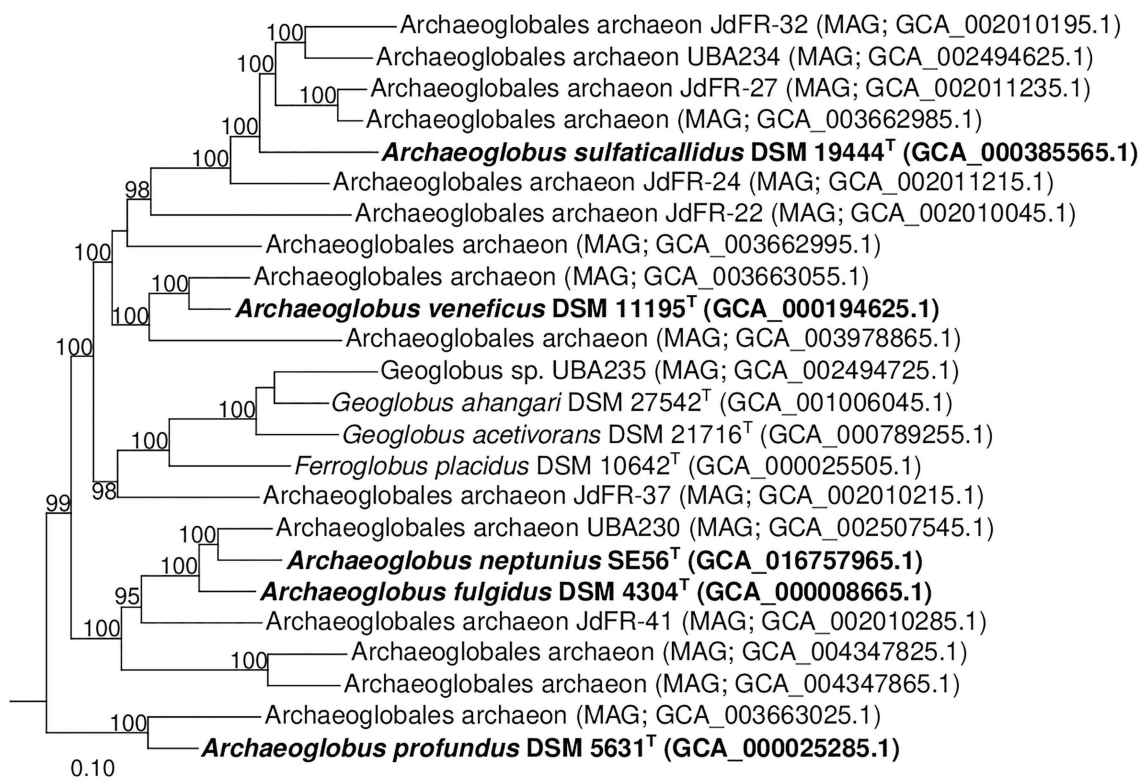 Archaeoglobales archaeon JdFR-32 (MAG; GCA_002010195.1)
100
Archaeoglobales archaeon UBA234 (MAG; GCA_002494625.1)
100
Archaeoglobales archaeon JdFR-27 (MAG; GCA_002011235.1)
100
Archaeoglobales archaeon (MAG; GCA_003662985.1)
100
Archaeoglobus sulfaticallidus DSM 19444ᵀ (GCA_000385565.1)
100
Archaeoglobales archaeon JdFR-24 (MAG; GCA_002011215.1)
98
Archaeoglobales archaeon JdFR-22 (MAG; GCA_002010045.1)
Archaeoglobales archaeon (MAG; GCA_003662995.1)
100
Archaeoglobales archaeon (MAG; GCA_003663055.1)
100
Archaeoglobus veneficus DSM 11195ᵀ (GCA_000194625.1)
100
Archaeoglobales archaeon (MAG; GCA_003978865.1)
100
Geoglobus sp. UBA235 (MAG; GCA_002494725.1)
Geoglobus ahangari DSM 27542ᵀ (GCA_001006045.1)
100
Geoglobus acetivorans DSM 21716ᵀ (GCA_000789255.1)
100
Ferroglobus placidus DSM 10642ᵀ (GCA_000025505.1)
98
Archaeoglobales archaeon JdFR-37 (MAG; GCA_002010215.1)
99
Archaeoglobales archaeon UBA230 (MAG; GCA_002507545.1)
100
Archaeoglobus neptunius SE56ᵀ (GCA_016757965.1)
100
Archaeoglobus fulgidus DSM 4304ᵀ (GCA_000008665.1)
95
Archaeoglobales archaeon JdFR-41 (MAG; GCA_002010285.1)
100
Archaeoglobales archaeon (MAG; GCA_004347825.1)
100
Archaeoglobales archaeon (MAG; GCA_004347865.1)
Archaeoglobales archaeon (MAG; GCA_003663025.1)
100
Archaeoglobus profundus DSM 5631ᵀ (GCA_000025285.1)
0.10